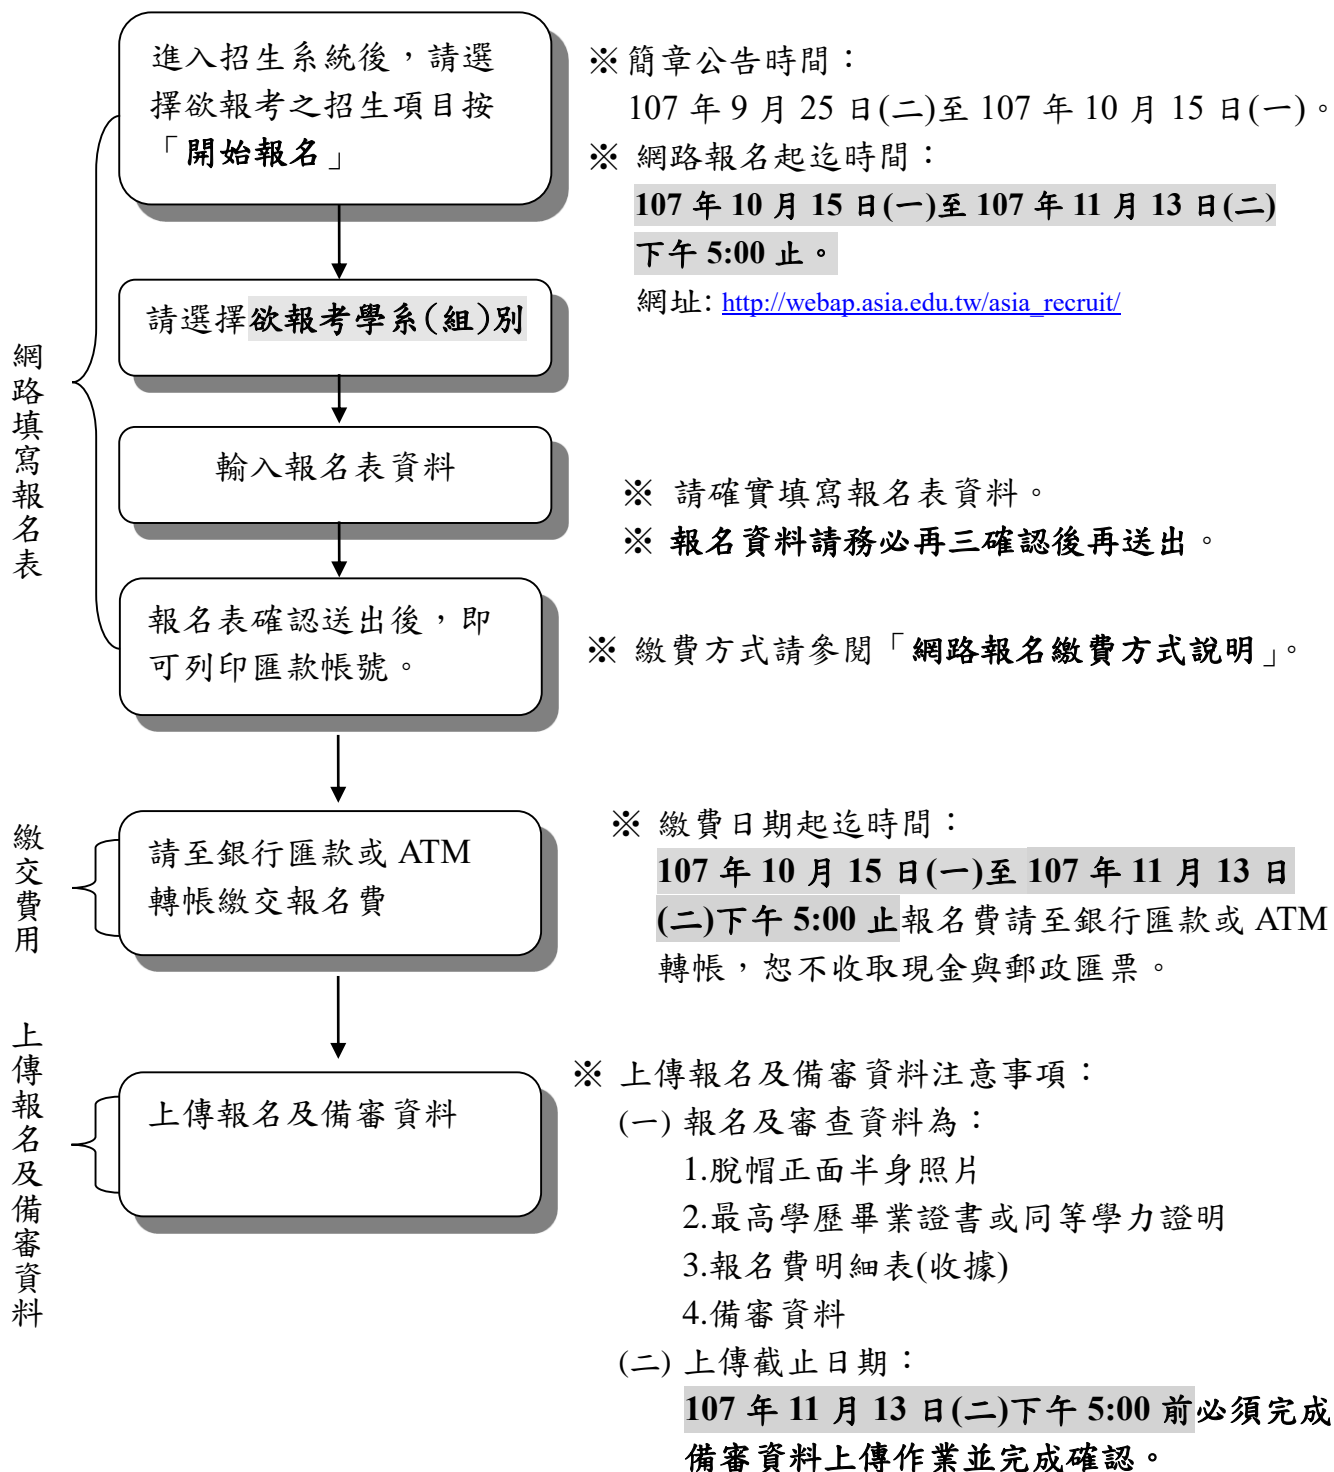 網路填寫報名表
進入招生系統後，請選
擇欲報考之招生項目按
「開始報名」
請選擇欲報考學系(組)別
輸入報名表資料
報名表確認送出後，即
可列印匯款帳號。
※簡章公告時間：
107 年 9 月 25 日(二)至 107 年 10 月 15 日(一)。
※ 網路報名起迄時間：
107 年 10 月 15 日(一)至 107 年 11 月 13 日(二)
下午 5:00 止。
網址: http://webap.asia.edu.tw/asia_recruit/
※ 請確實填寫報名表資料。
※ 報名資料請務必再三確認後再送出。
※ 繳費方式請參閱「網路報名繳費方式說明」。
繳交費用
請至銀行匯款或 ATM
轉帳繳交報名費
※ 繳費日期起迄時間：
107 年 10 月 15 日(一)至 107 年 11 月 13 日
(二)下午 5:00 止報名費請至銀行匯款或 ATM
轉帳，恕不收取現金與郵政匯票。
上傳報名及備審資料
上傳報名及備審資料
※ 上傳報名及備審資料注意事項：
(一) 報名及審查資料為：
1.脫帽正面半身照片
2.最高學歷畢業證書或同等學力證明
3.報名費明細表(收據)
4.備審資料
(二) 上傳截止日期：
107 年 11 月 13 日(二)下午 5:00 前必須完成
備審資料上傳作業並完成確認。